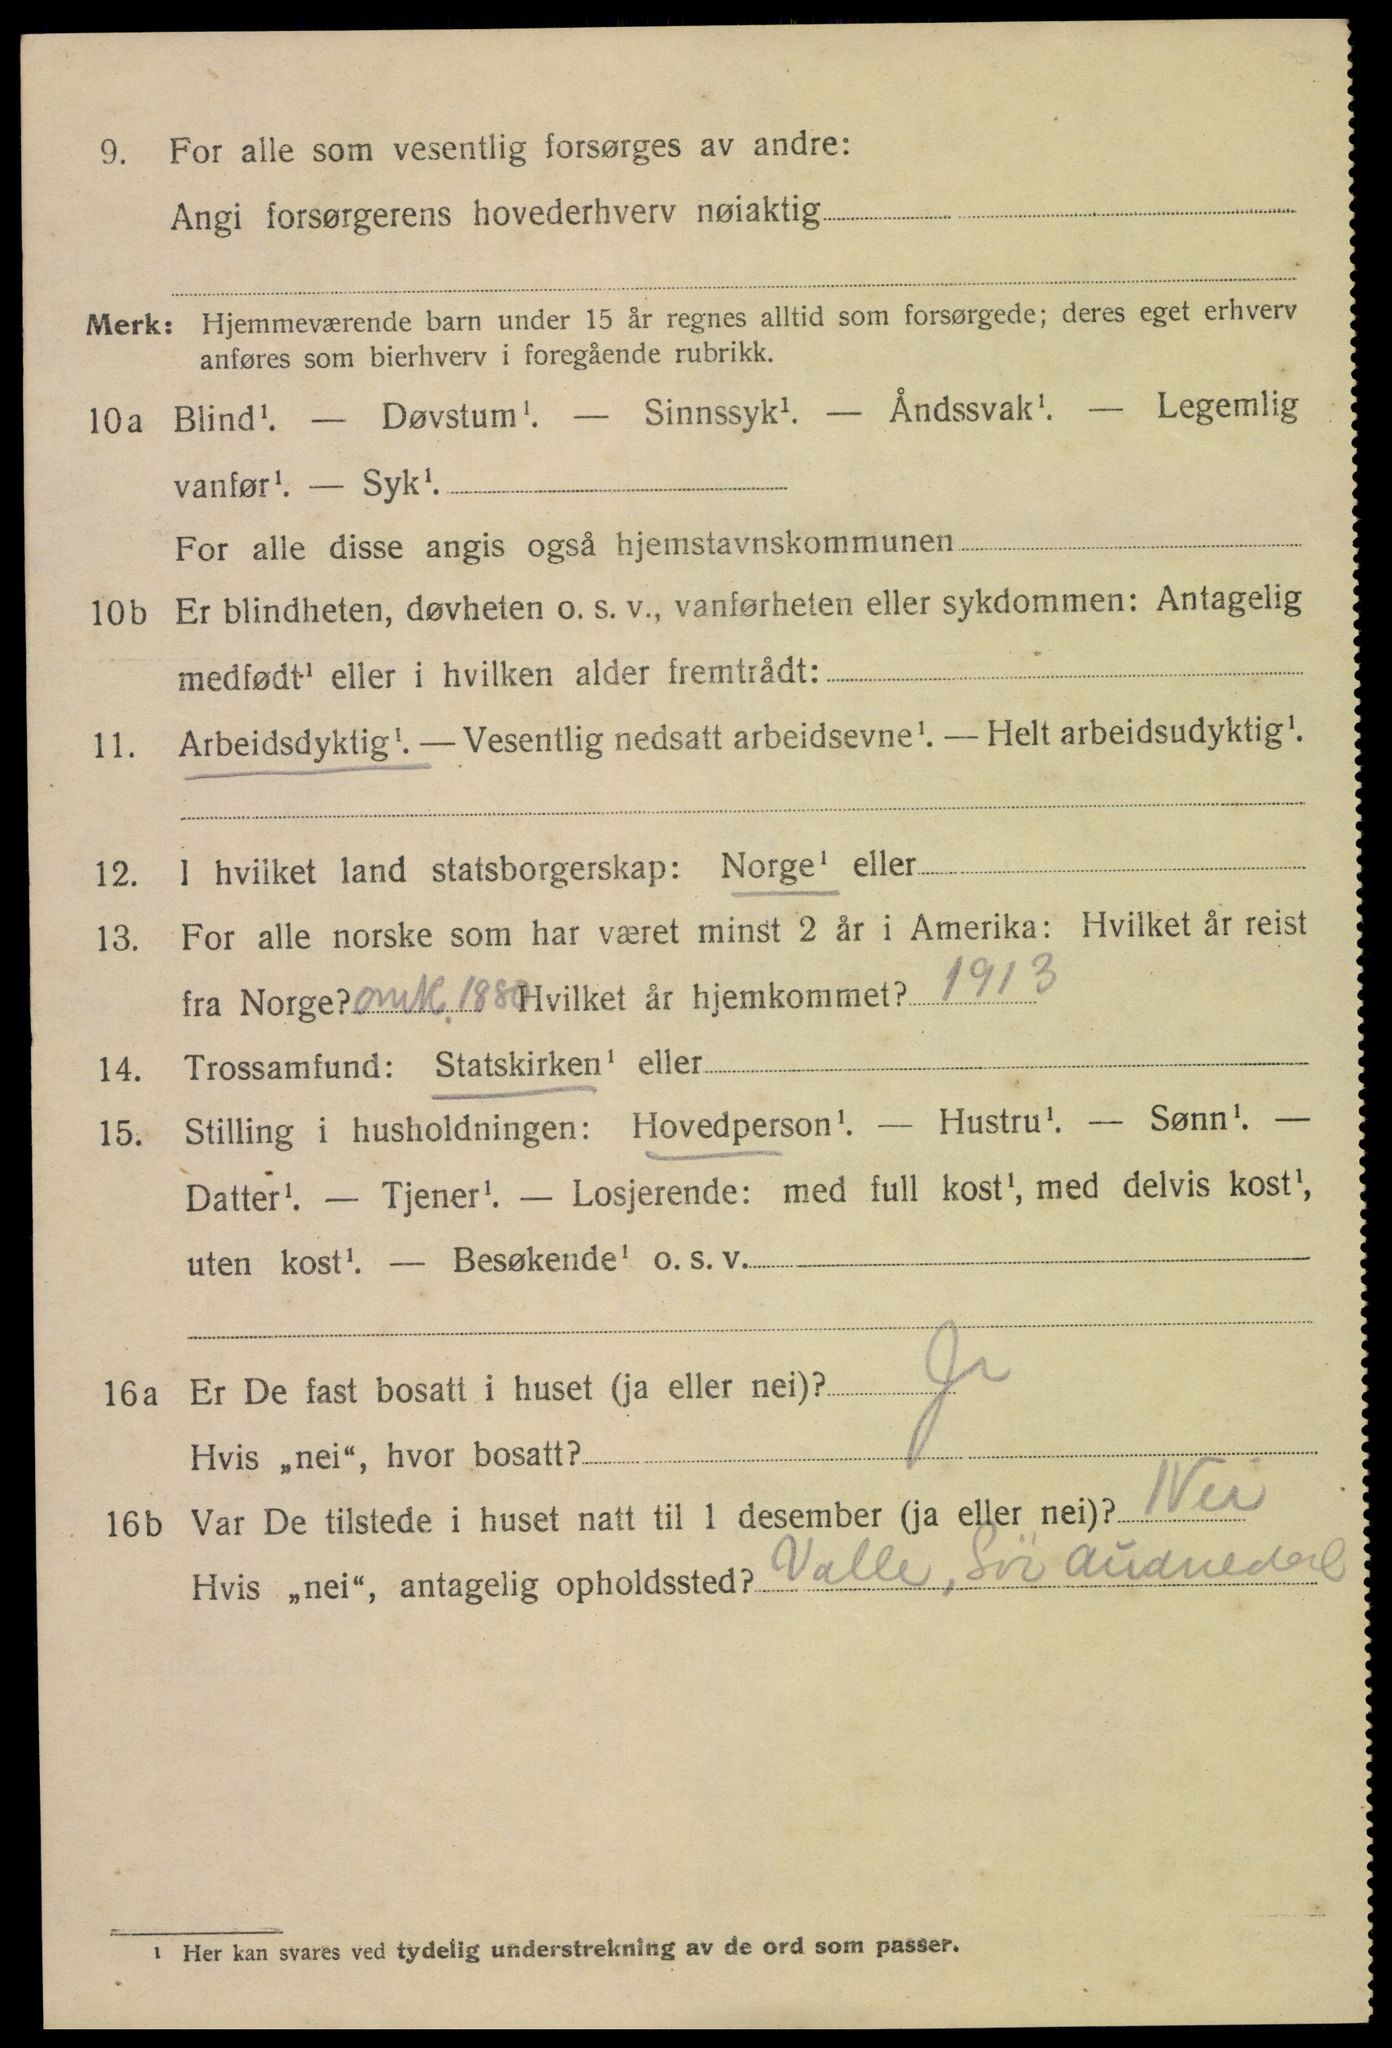 9. For alle som vesentlig forsørges av andre:
Angi forsørgerens hovederhverv nøiaktig
Merk: Hjemmeværende barn under 15 år regnes alltid som forsørgede; deres eget erhverv
anføres som bierhverv i foregående rubrikk.
10a Blind¹. — Døvstum¹. — Sinnssyk¹. — Åndssvak¹. — Legemlig
vanfør¹. — Syk¹.
For alle disse angis også hjemstavnskommunen
10b Er blindheten, døvheten o. s. v., vanførheten eller sykdommen: Antagelig
medfødt¹ eller i hvilken alder fremtrådt:
11. Arbeidsdyktig¹. — Vesentlig nedsatt arbeidsevne¹. — Helt arbeidsudyktig¹.
12. I hvilket land statsborgerskap: Norge¹ eller
13. For alle norske som har været minst 2 år i Amerika: Hvilket år reist
fra Norge? omk. 1880 Hvilket år hjemkommet? 1913
14. Trossamfund: Statskirken¹ eller
15. Stilling i husholdningen: Hovedperson¹. — Hustru¹. — Sønn¹. —
Datter¹. — Tjener¹. — Losjerende: med full kost¹, med delvis kost¹,
uten kost¹. — Besøkende¹ o. s. v.
16a Er De fast bosatt i huset (ja eller nei)? Ja
Hvis „nei“, hvor bosatt?
16b Var De tilstede i huset natt til 1 desember (ja eller nei)? Nei
Hvis „nei“, antagelig opholdssted? Valle, Sör Audnedal
¹ Her kan svares ved tydelig understrekning av de ord som passer.